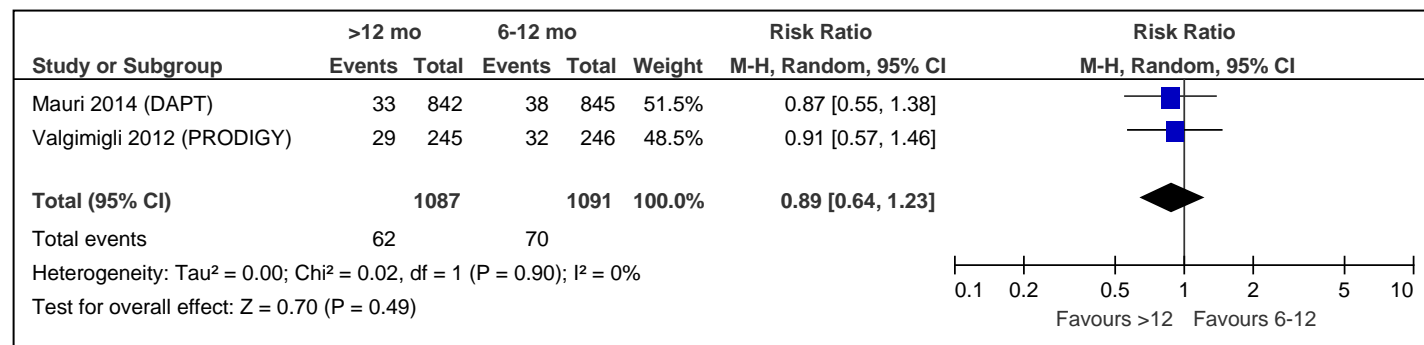 >12 mo 6-12 mo Risk Ratio Risk Ratio
Study or Subgroup Events Total Events Total Weight M-H, Random, 95% CI M-H, Random, 95% CI
Mauri 2014 (DAPT) 33 842 38 845 51.5% 0.87 [0.55, 1.38]
Valgimigli 2012 (PRODIGY) 29 245 32 246 48.5% 0.91 [0.57, 1.46]
Total (95% CI) 1087 1091 100.0% 0.89 [0.64, 1.23]
Total events 62 70
Heterogeneity: Tau² = 0.00; Chi² = 0.02, df = 1 (P = 0.90); I² = 0%
Test for overall effect: Z = 0.70 (P = 0.49)
0.1 0.2 0.5 1 2 5 10
Favours >12 Favours 6-12